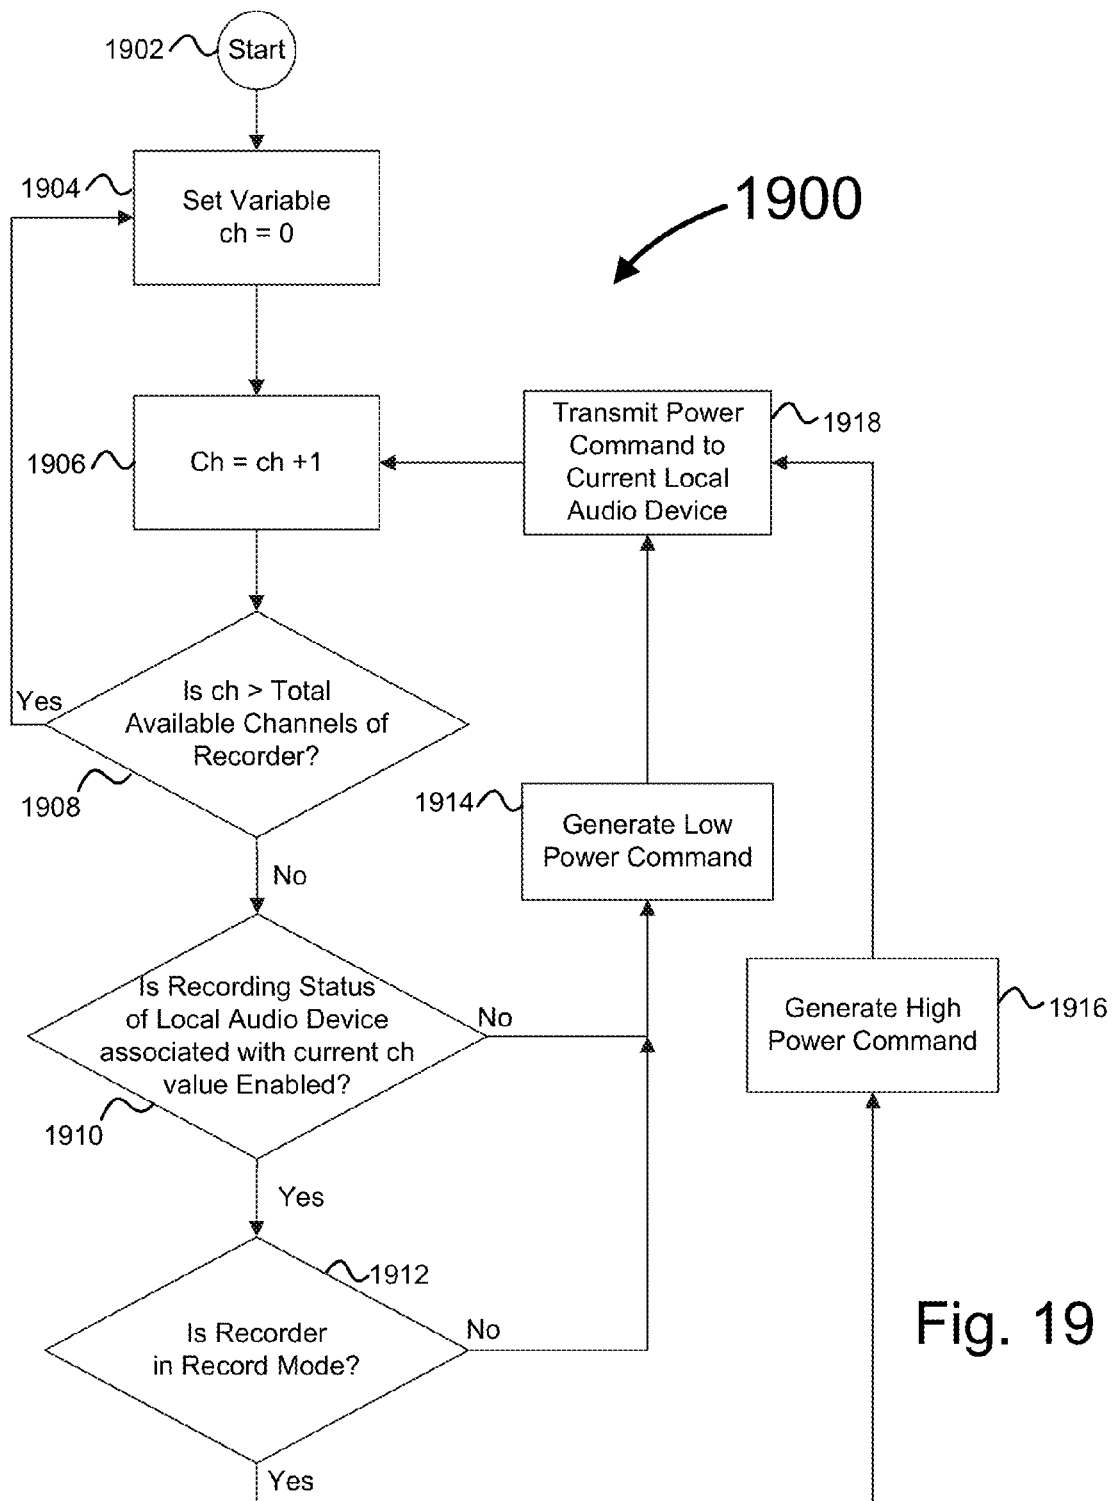 1902
Start
1904
Set Variable
ch = 0
1900
1906
Ch = ch +1
Transmit Power
Command to
Current Local
Audio Device
1918
Yes
Is ch > Total
Available Channels of
Recorder?
1908
No
1914
Generate Low
Power Command
Is Recording Status
of Local Audio Device
associated with current ch
value Enabled?
1910
No
Generate High
Power Command
1916
Yes
1912
Is Recorder
in Record Mode?
No
Yes
Fig. 19